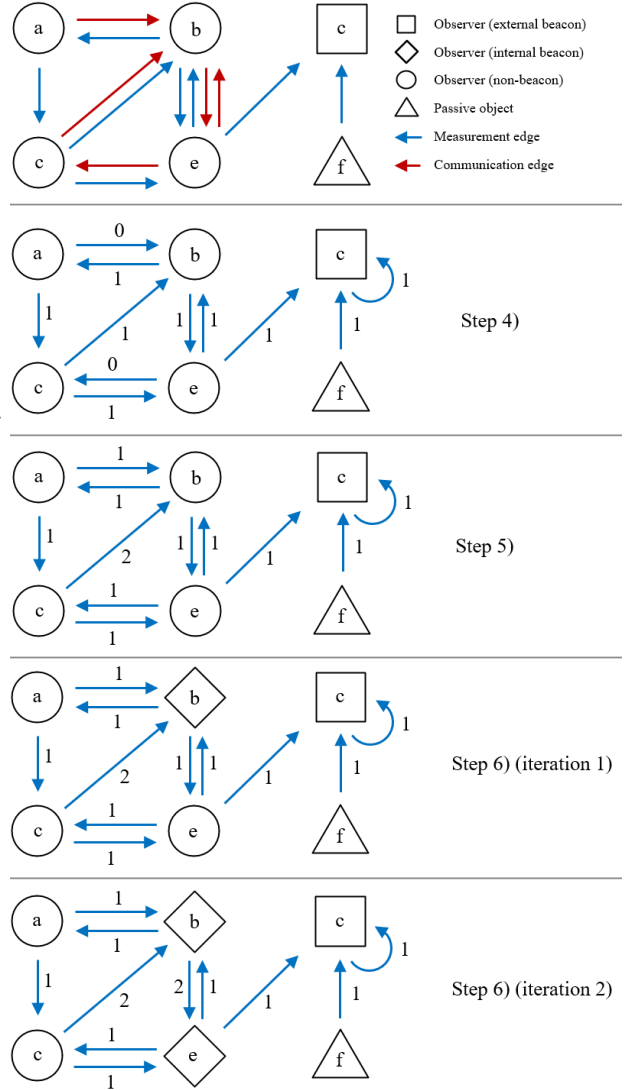 a
b
c
Observer (external beacon)
Observer (internal beacon)
Observer (non-beacon)
Passive object
Measurement edge
Communication edge
c
e
f
a
0
b
c
1
1
1
1
1
1
1
1
Step 4)
0
c
e
f
1
a
1
b
c
1
1
1
2
1
1
1
1
Step 5)
1
c
e
f
1
a
1
b
c
1
1
1
2
1
1
1
1
Step 6) (iteration 1)
1
c
e
f
1
a
1
b
c
1
1
1
2
2
1
1
1
Step 6) (iteration 2)
1
c
e
f
1